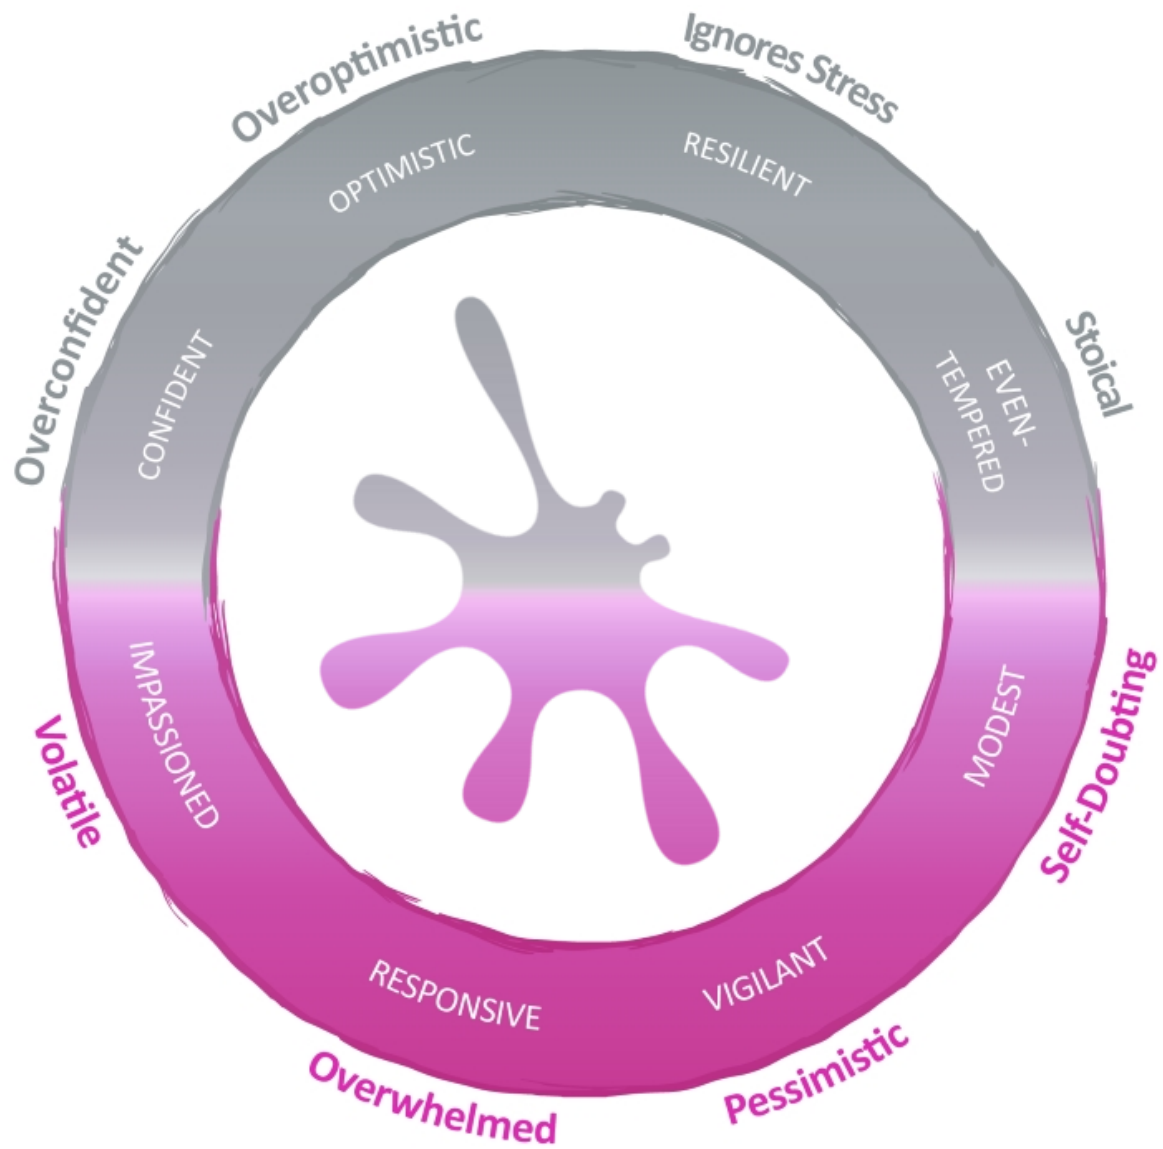 Overoptimistic
Ignores Stress
OPTIMISTIC
RESILIENT
Overconfident
CONFIDENT
EVEN-
TEMPERED
Stoical
IMPASSIONED
MODEST
Volatile
Self-Doubting
RESPONSIVE
VIGILANT
Overwhelmed
Pessimistic